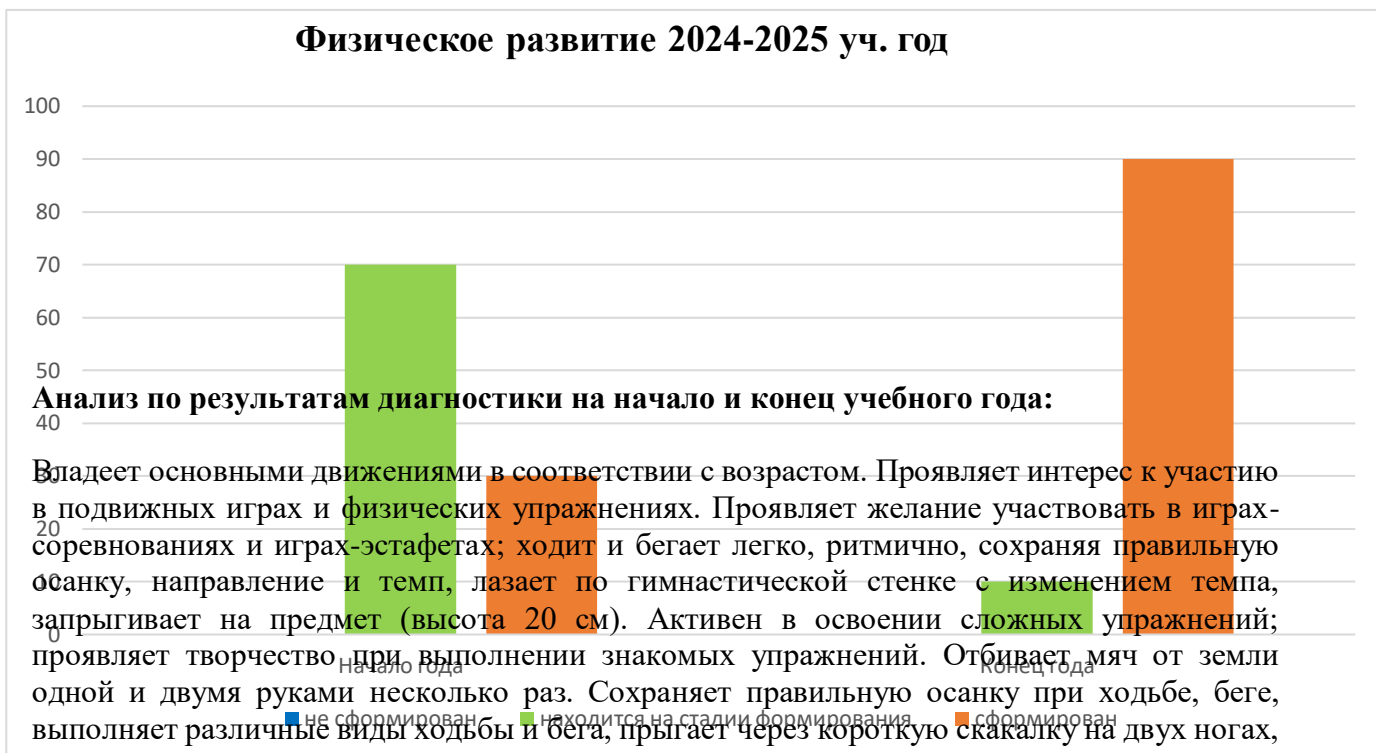 Физическое развитие 2024-2025 уч. год
100
90
80
70
60
50
Анализ по результатам диагностики на начало и конец учебного года:
40
30
Владеет основными движениями в соответствии с возрастом. Проявляет интерес к участию
в подвижных играх и физических упражнениях. Проявляет желание участвовать в играх-
20
соревнованиях и играх-эстафетах; ходит и бегает легко, ритмично, сохраняя правильную
10
осанку, направление и темп, лазает по гимнастической стенке с изменением темпа,
запрыгивает на предмет (высота 20 см). Активен в освоении сложных упражнений;
0
проявляет творчество при выполнении знакомых упражнений. Отбивает мяч от земли
Начало года
Конец года
одной и двумя руками несколько раз. Сохраняет правильную осанку при ходьбе, беге,
не сформирован находится на стадии формирования сформирован
выполняет различные виды ходьбы и бега, прыгает через короткую скакалку на двух ногах,